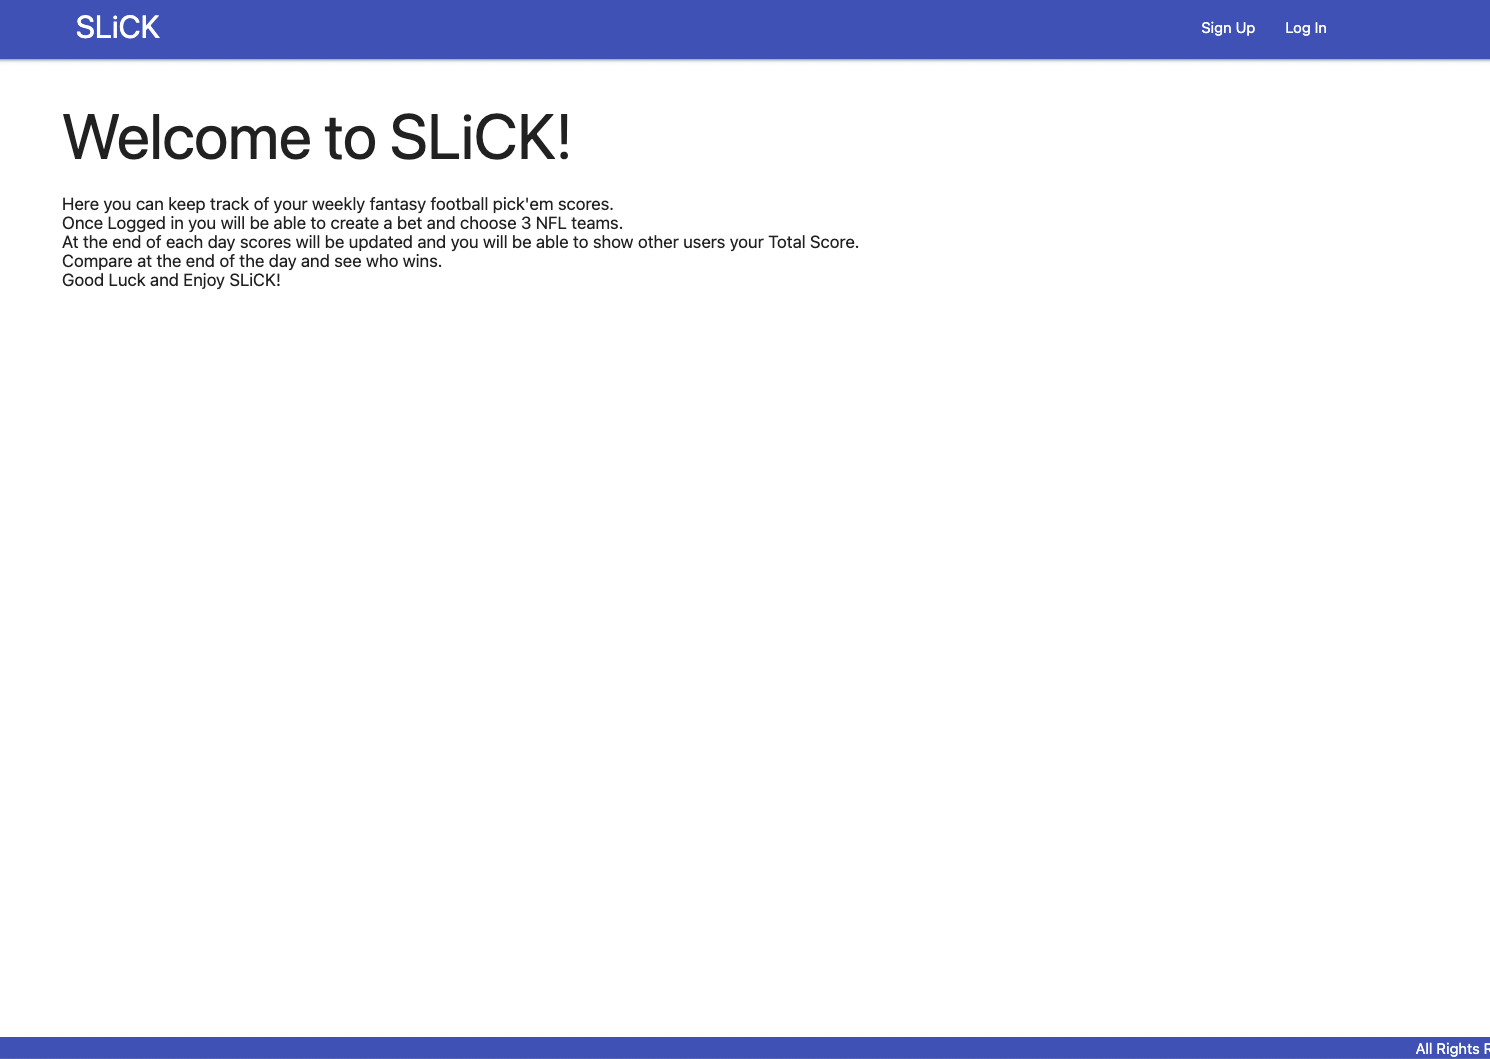 SLiCK
Sign Up
Log In
Welcome to SLiCK!
Here you can keep track of your weekly fantasy football pick'em scores.
Once Logged in you will be able to create a bet and choose 3 NFL teams.
At the end of each day scores will be updated and you will be able to show other users your Total Score.
Compare at the end of the day and see who wins.
Good Luck and Enjoy SLiCK!
All Rights